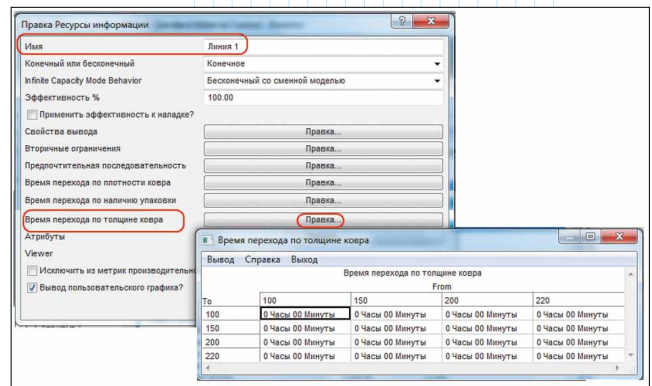 Правка Ресурсы информации
Имя Линия 1
Конечный или бесконечный Конечное
Infinite Capacity Mode Behavior Бесконечный со сменной моделью
Эффективность % 100.00
Применить эффективность к наладке?
Свойства вывода Правка...
Вторичные ограничения Правка...
Предпочтительная последовательность Правка...
Время перехода по плотности ковра Правка...
Время перехода по наличию упаковки Правка...
Время перехода по толщине ковра Правка...
Атрибуты
Viewer
Исключить из метрик производительн
Вывод пользовательского графика?
Время перехода по толщине ковра
Вывод Справка Выход
Время перехода по толщине ковра
From
To 100 150 200 220
100 0 Часы 00 Минуты 0 Часы 00 Минуты 0 Часы 00 Минуты 0 Часы 00 Минуты
150 0 Часы 00 Минуты 0 Часы 00 Минуты 0 Часы 00 Минуты 0 Часы 00 Минуты
200 0 Часы 00 Минуты 0 Часы 00 Минуты 0 Часы 00 Минуты 0 Часы 00 Минуты
220 0 Часы 00 Минуты 0 Часы 00 Минуты 0 Часы 00 Минуты 0 Часы 00 Минуты